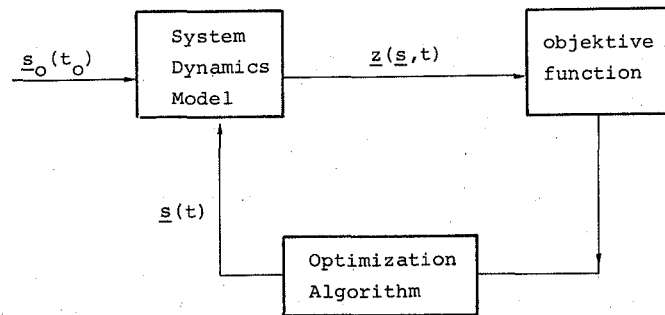 s_o(t_o)
System
Dynamics
Model
z(s,t)
objektive
function
s(t)
Optimization
Algorithm